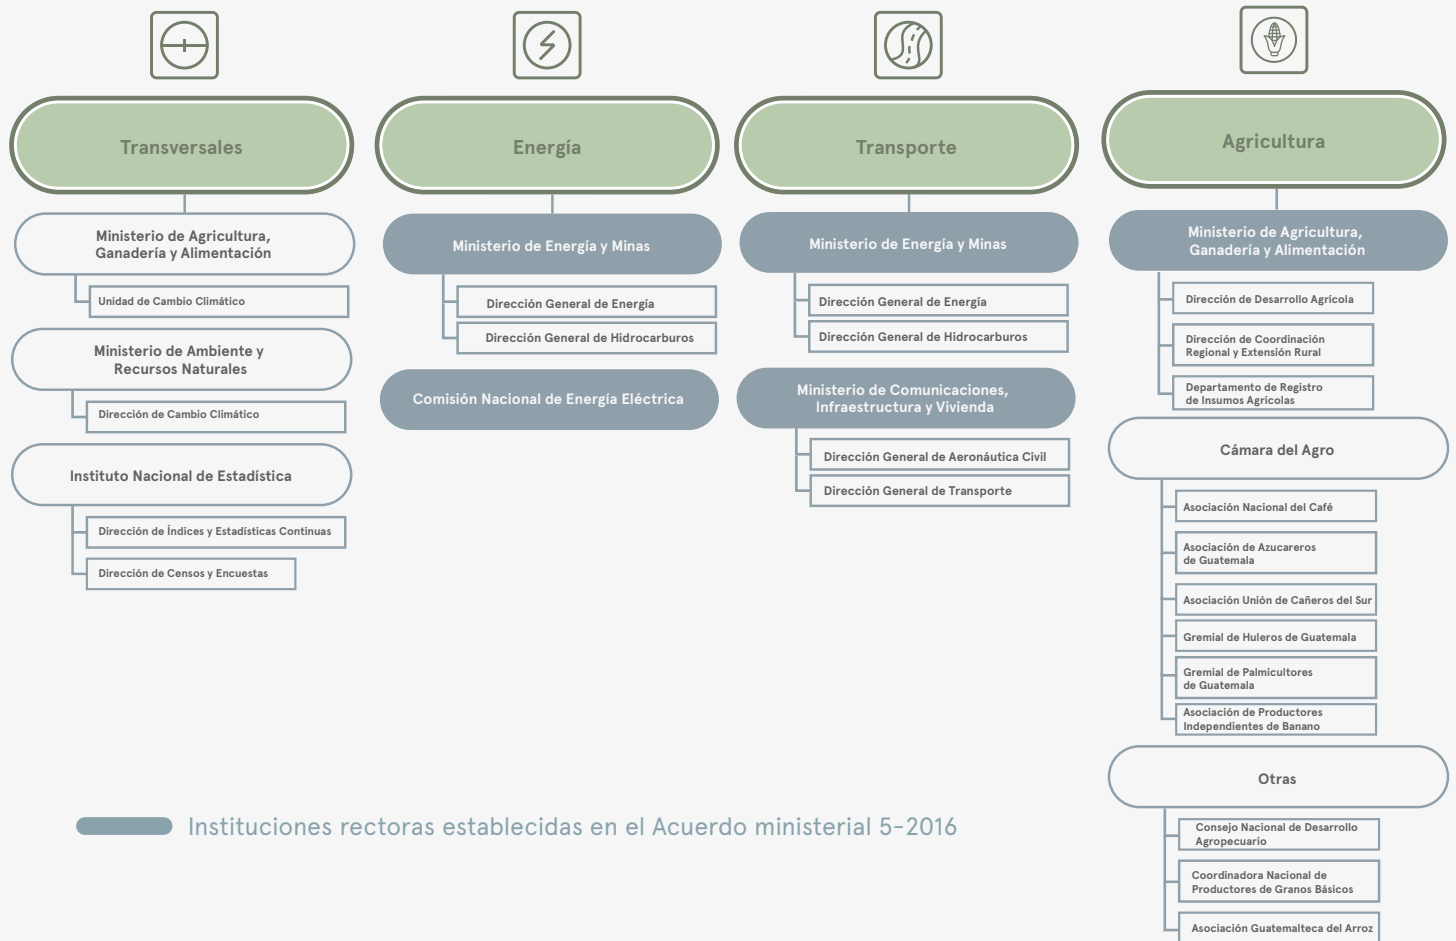 Transversales
Ministerio de Agricultura,
Ganadería y Alimentación
Unidad de Cambio Climático
Ministerio de Ambiente y
Recursos Naturales
Dirección de Cambio Climático
Instituto Nacional de Estadística
Dirección de Índices y Estadísticas Continuas
Dirección de Censos y Encuestas
Energía
Ministerio de Energía y Minas
Dirección General de Energía
Dirección General de Hidrocarburos
Comisión Nacional de Energía Eléctrica
Transporte
Ministerio de Energía y Minas
Dirección General de Energía
Dirección General de Hidrocarburos
Ministerio de Comunicaciones,
Infraestructura y Vivienda
Dirección General de Aeronáutica Civil
Dirección General de Transporte
Agricultura
Ministerio de Agricultura,
Ganadería y Alimentación
Dirección de Desarrollo Agrícola
Dirección de Coordinación
Regional y Extensión Rural
Departamento de Registro
de Insumos Agrícolas
Cámara del Agro
Asociación Nacional del Café
Asociación de Azucareros
de Guatemala
Asociación Unión de Cañeros del Sur
Gremial de Huleros de Guatemala
Gremial de Palmicultores
de Guatemala
Asociación de Productores
Independientes de Banano
Otras
Consejo Nacional de Desarrollo
Agropecuario
Coordinadora Nacional de
Productores de Granos Básicos
Asociación Guatemalteca del Arroz
Instituciones rectoras establecidas en el Acuerdo ministerial 5-2016